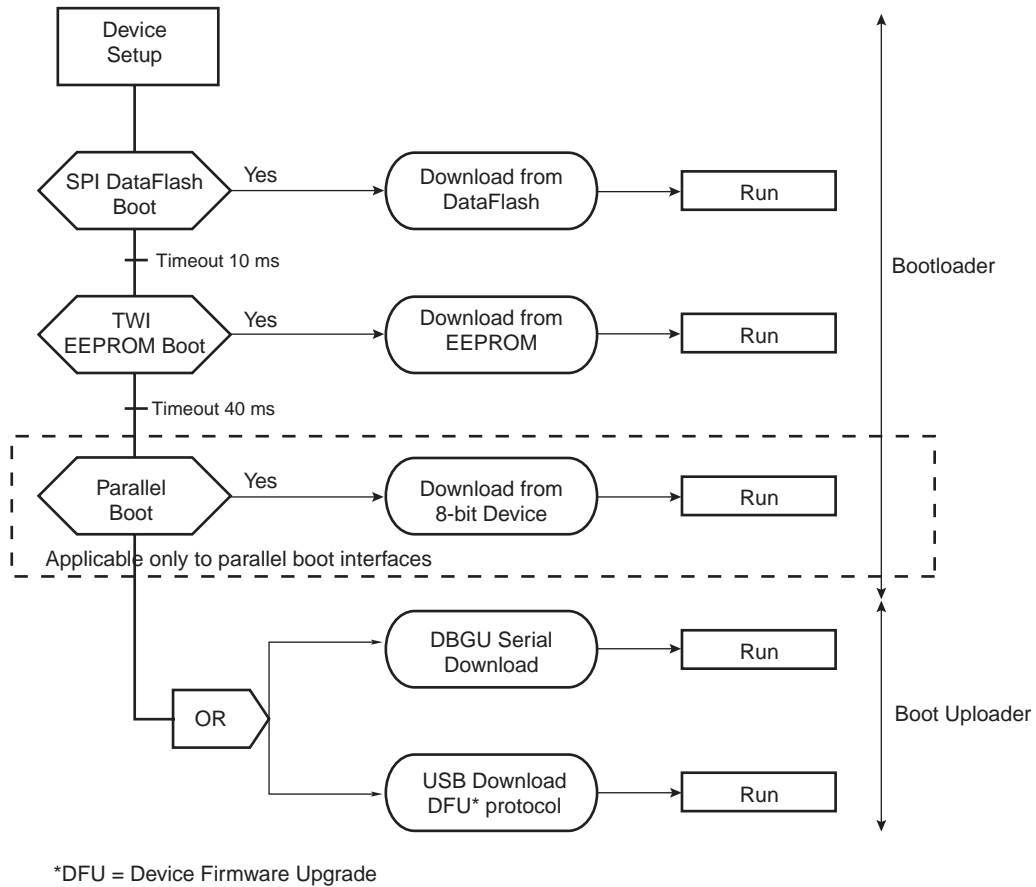 Device
Setup
SPI DataFlash
Boot
Yes
Download from
DataFlash
Run
Timeout 10 ms
Bootloader
TWI
EEPROM Boot
Yes
Download from
EEPROM
Run
Timeout 40 ms
Parallel
Boot
Yes
Download from
8-bit Device
Run
Applicable only to parallel boot interfaces
DBGU Serial
Download
Run
OR
Boot Uploader
USB Download
DFU* protocol
Run
*DFU = Device Firmware Upgrade